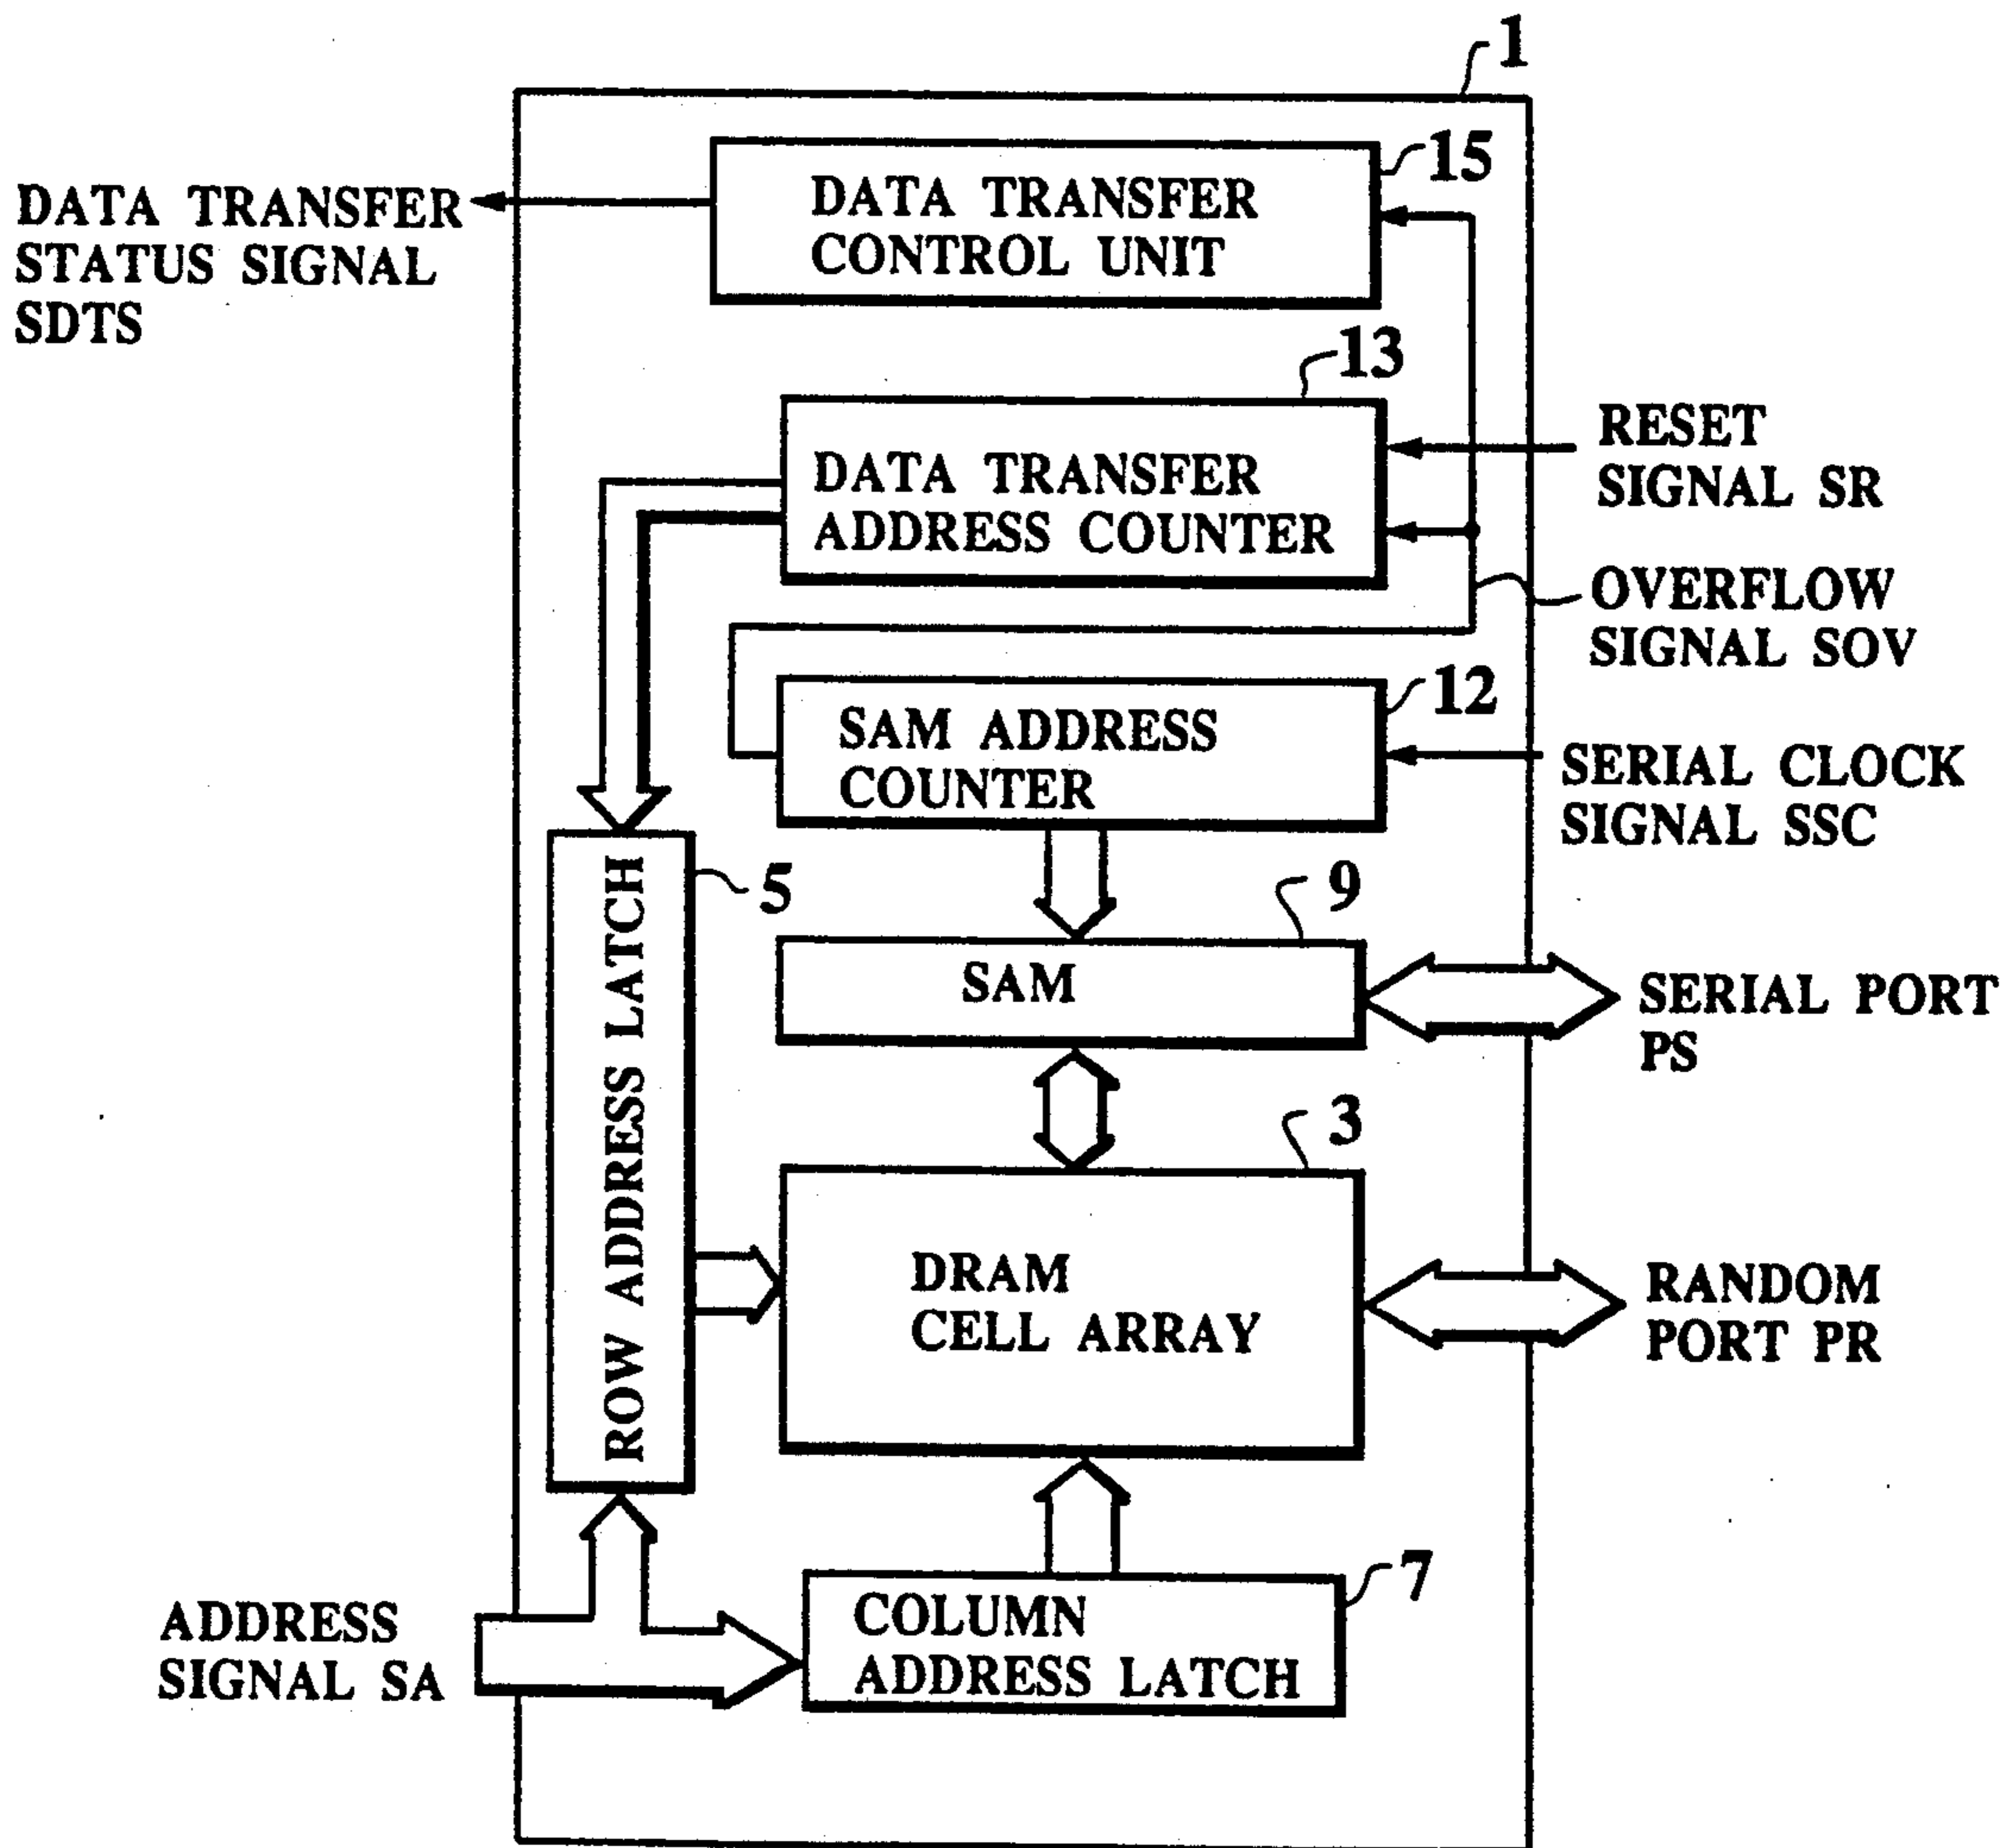 1
15
DATA TRANSFER
CONTROL UNIT
DATA TRANSFER
STATUS SIGNAL
SDTS
13
DATA TRANSFER
ADDRESS COUNTER
RESET
SIGNAL SR
OVERFLOW
SIGNAL SOV
12
SAM ADDRESS
COUNTER
SERIAL CLOCK
SIGNAL SSC
ROW ADDRESS LATCH
5
9
SAM
SERIAL PORT
PS
3
DRAM
CELL ARRAY
RANDOM
PORT PR
7
COLUMN
ADDRESS LATCH
ADDRESS
SIGNAL SA